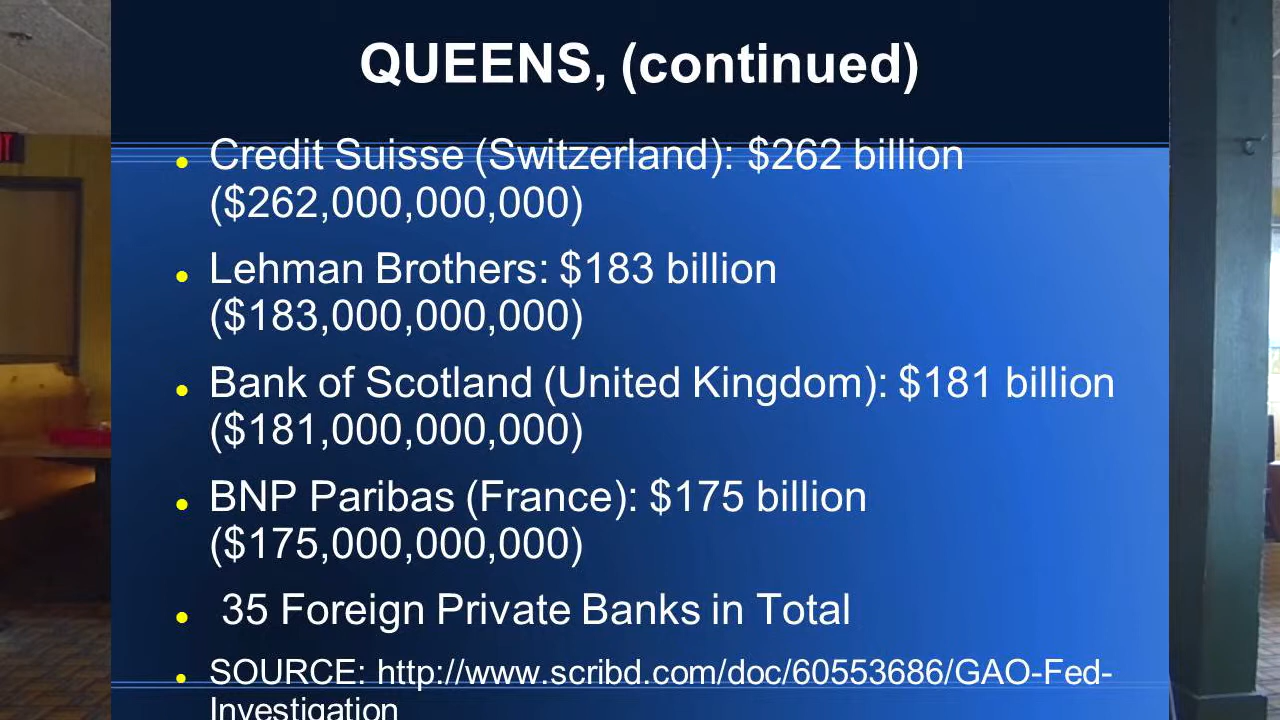 QUEENS, (continued)
Credit Suisse (Switzerland): $262 billion
($262,000,000,000)
Lehman Brothers: $183 billion
($183,000,000,000)
Bank of Scotland (United Kingdom): $181 billion
($181,000,000,000)
BNP Paribas (France): $175 billion
($175,000,000,000)
35 Foreign Private Banks in Total
SOURCE: http://www.scribd.com/doc/60553686/GAO-Fed-
Investigation